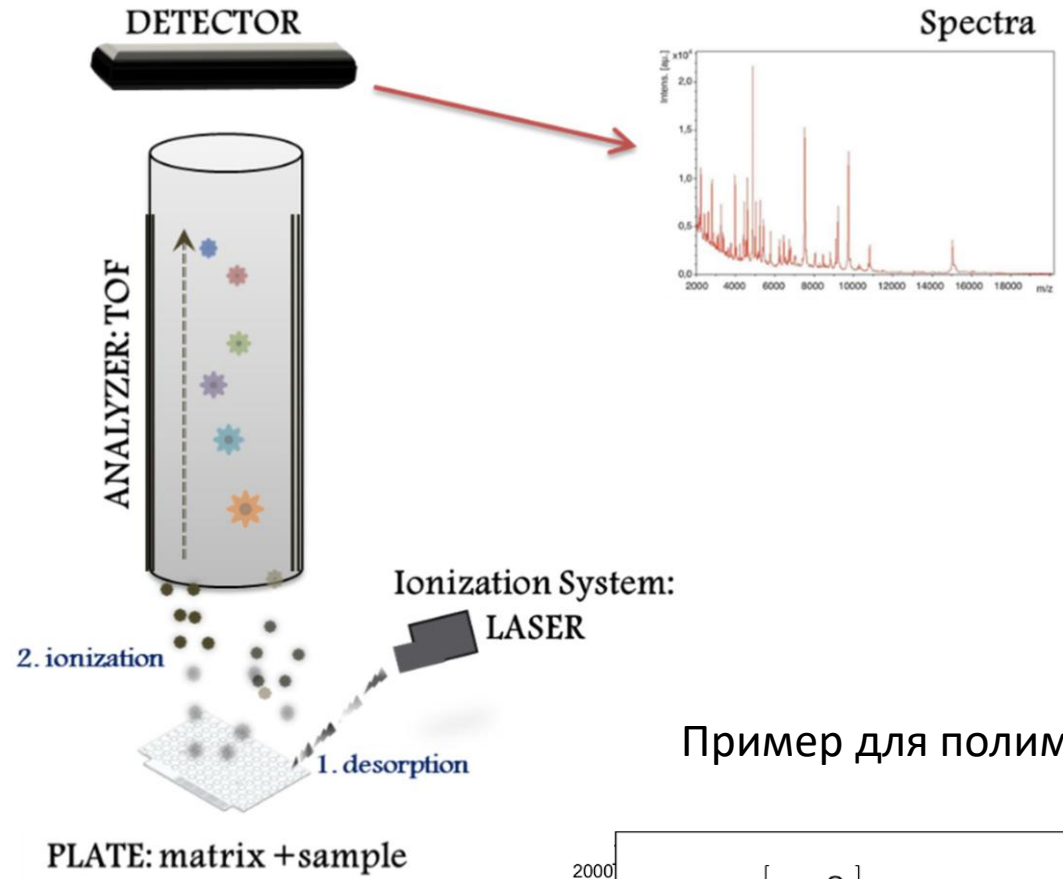 DETECTOR
Spectra
x10⁴
Intens. [au.]
2,0
1,5
1,0
0,5
0,0
2000 4000 6000 8000 10000 12000 14000 16000 18000 m/z
ANALYZER: TOF
Ionization System:
LASER
2. ionization
1. desorption
Пример для полим
PLATE: matrix +sample
2000